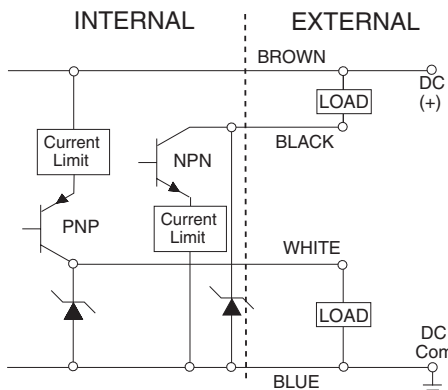 INTERNAL
EXTERNAL
BROWN
DC
(+)
LOAD
Current
Limit
NPN
BLACK
PNP
Current
Limit
WHITE
LOAD
DC
Com
BLUE